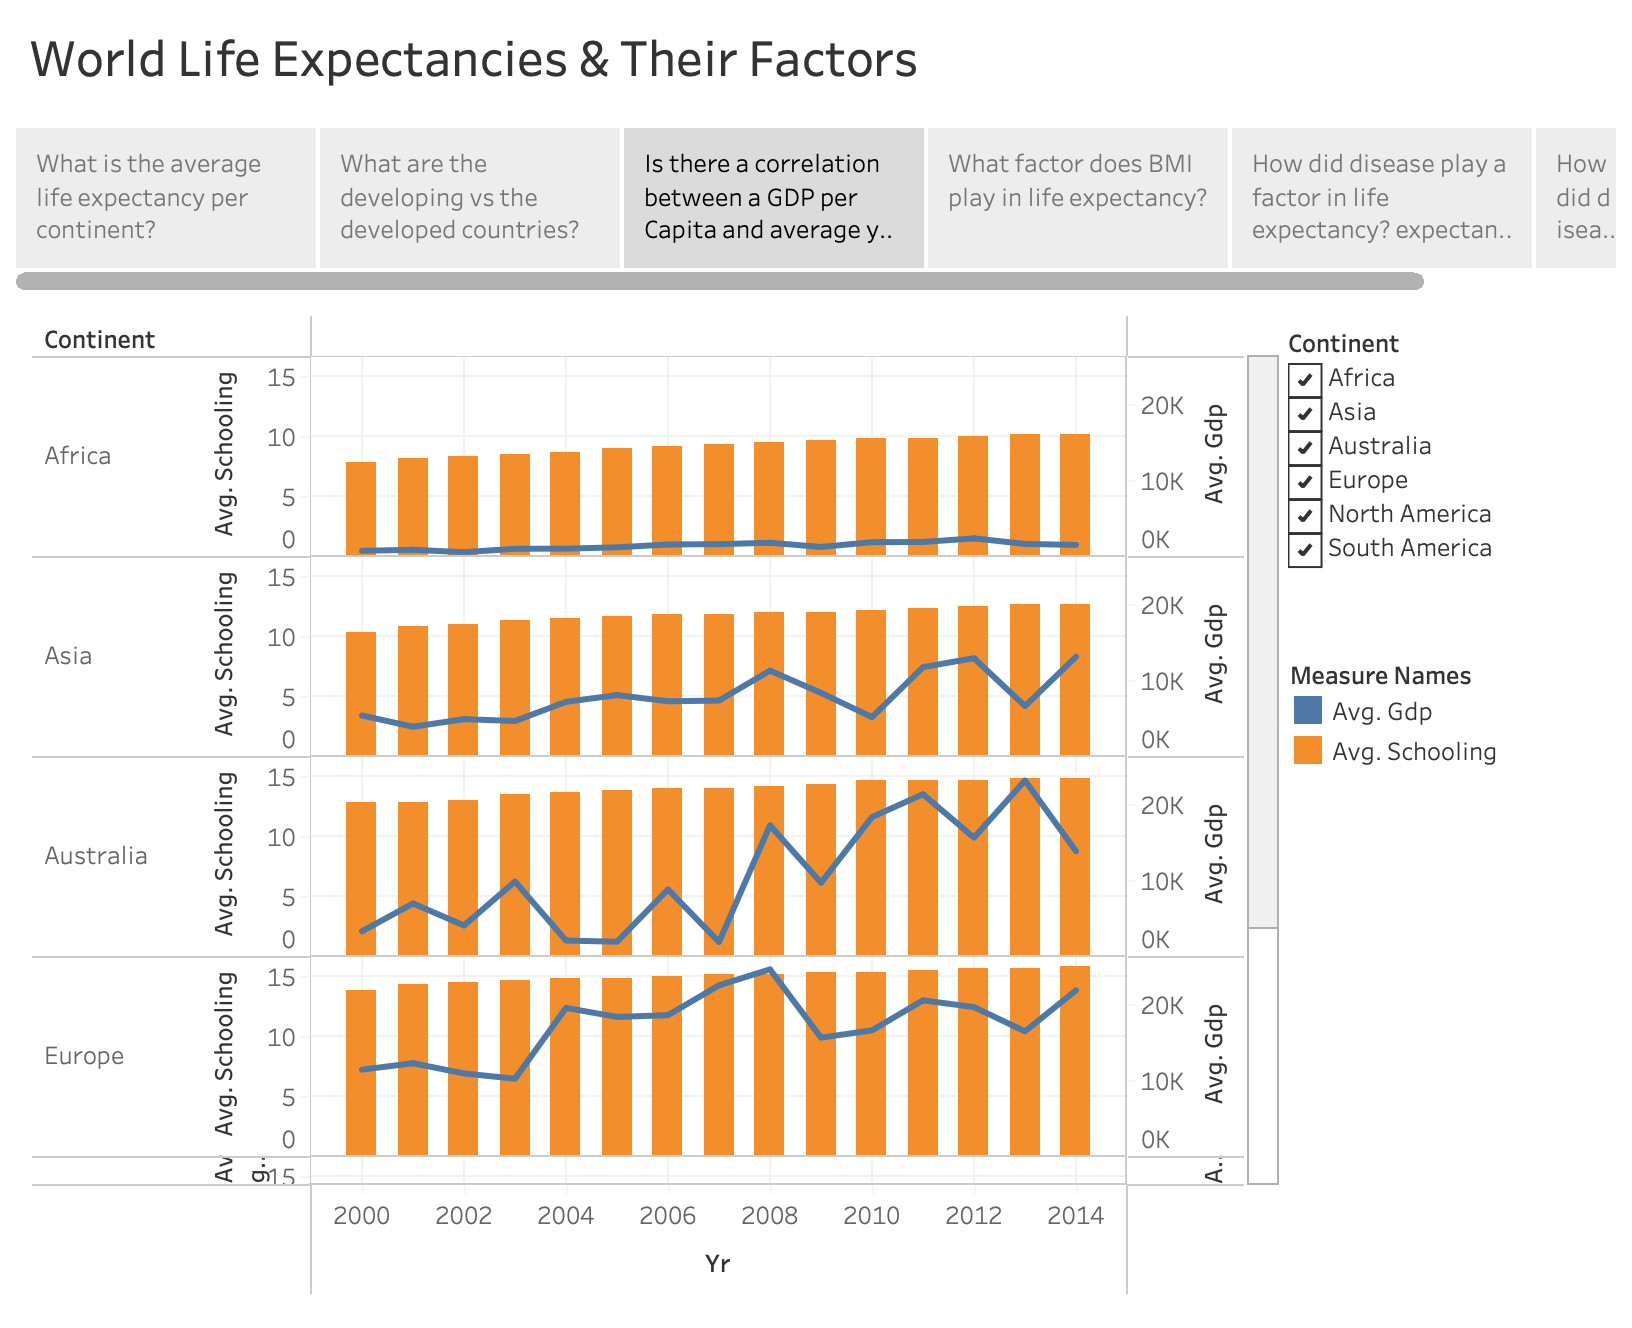 World Life Expectancies & Their Factors
What is the average
life expectancy per
continent?
What are the
developing vs the
developed countries?
Is there a correlation
between a GDP per
Capita and average y..
What factor does BMI
play in life expectancy?
How did disease play a
factor in life
expectancy? expectan..
How
did d
isea..
Continent
Africa
Avg. Schooling
15
10
5
0
20K
10K
0K
Avg. Gdp
Asia
Avg. Schooling
15
10
5
0
20K
10K
0K
Avg. Gdp
Australia
Avg. Schooling
15
10
5
0
20K
10K
0K
Avg. Gdp
Europe
Avg. Schooling
15
10
5
0
20K
10K
0K
Avg. Gdp
Av
g..
15
A..
2000 2002 2004 2006 2008 2010 2012 2014
Yr
Continent
Africa
Asia
Australia
Europe
North America
South America
Measure Names
Avg. Gdp
Avg. Schooling